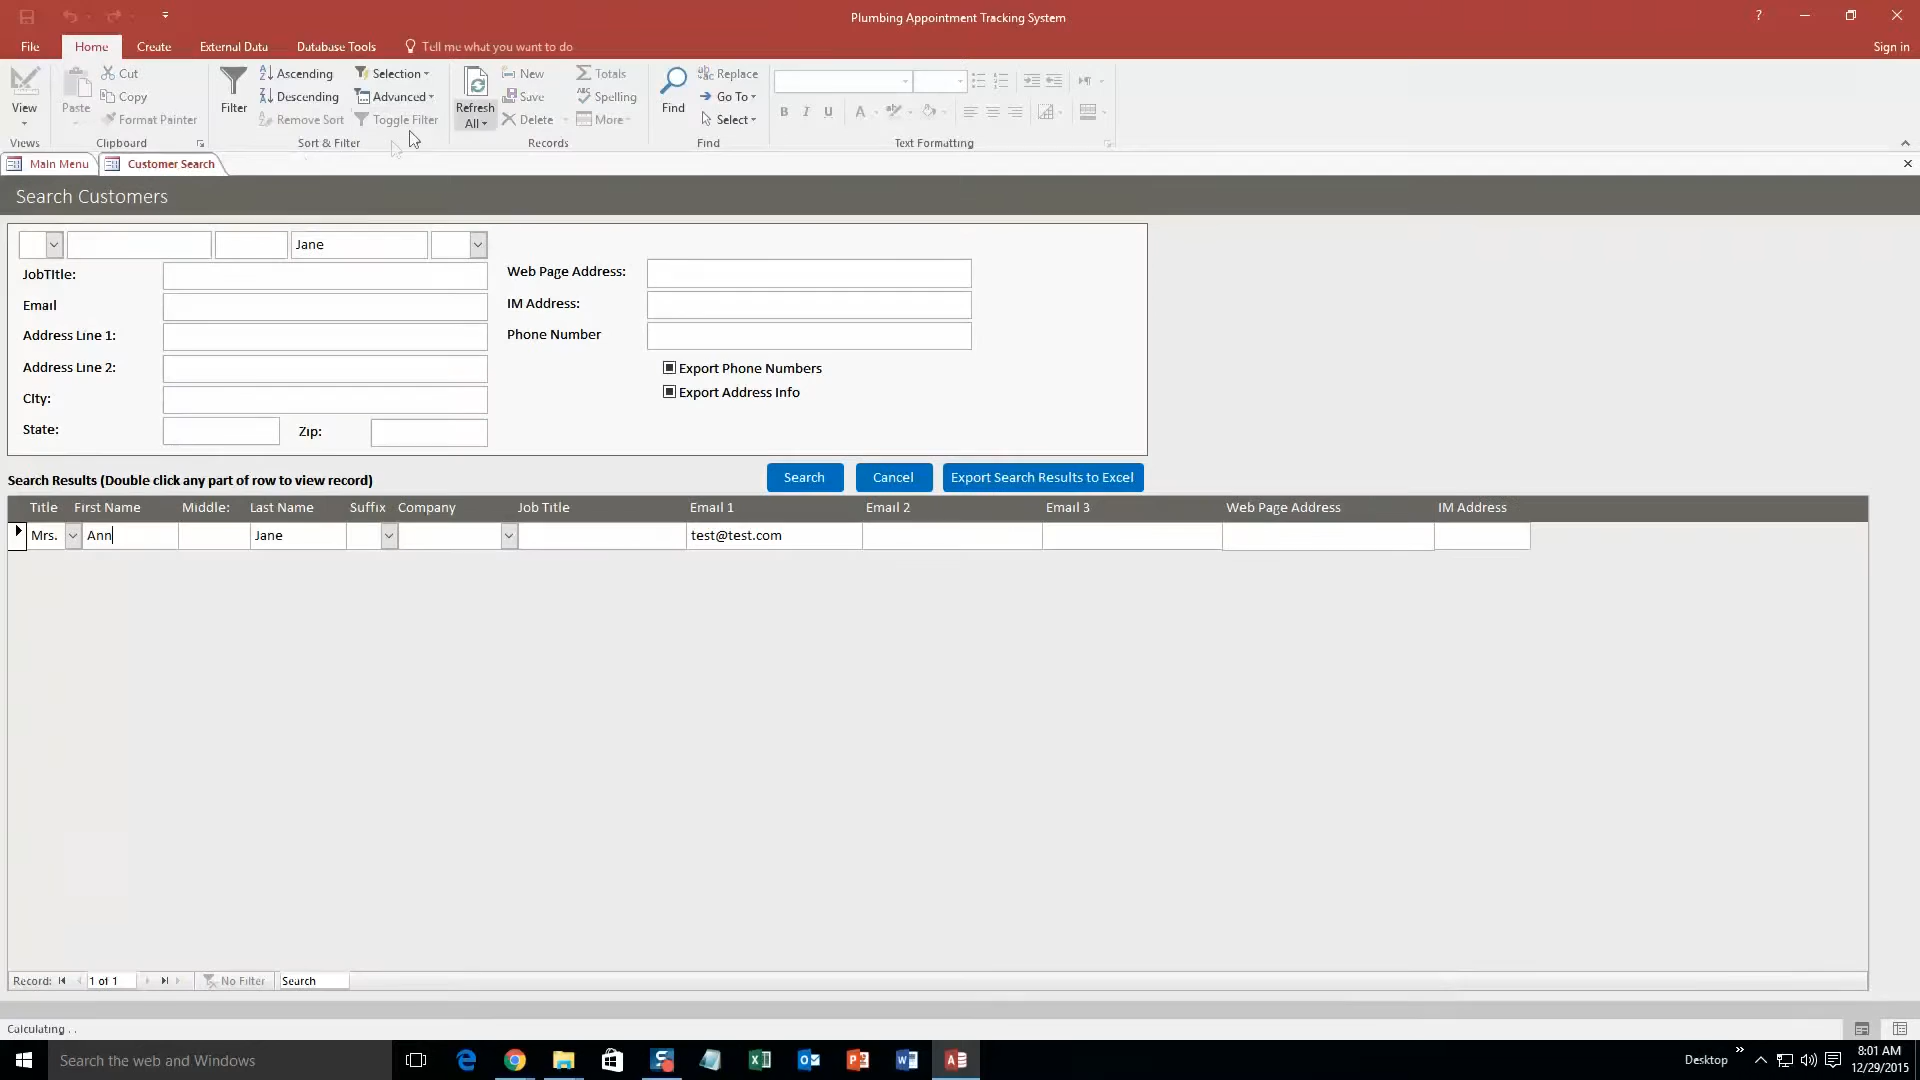 Plumbing Appointment Tracking System
?
File Home Create External Data Database Tools Tell me what you want to do Sign in
View Paste Cut Copy Format Painter
Filter Ascending Descending Remove Sort Selection Advanced Toggle Filter
Refresh All New Save Delete Totals Spelling More
Find Replace Go To Select
B I U A
Views Clipboard Sort & Filter Records Find Text Formatting
Main Menu Customer Search
Search Customers
Jane
JobTitle: Web Page Address:
Email IM Address:
Address Line 1: Phone Number
Address Line 2: Export Phone Numbers
City: Export Address Info
State: Zip:
Search Results (Double click any part of row to view record) Search Cancel Export Search Results to Excel
Title First Name Middle: Last Name Suffix Company Job Title Email 1 Email 2 Email 3 Web Page Address IM Address
Mrs. Ann Jane test@test.com
Record: 1 of 1 No Filter Search
Calculating . .
Search the web and Windows Desktop 8:01 AM
12/29/2015